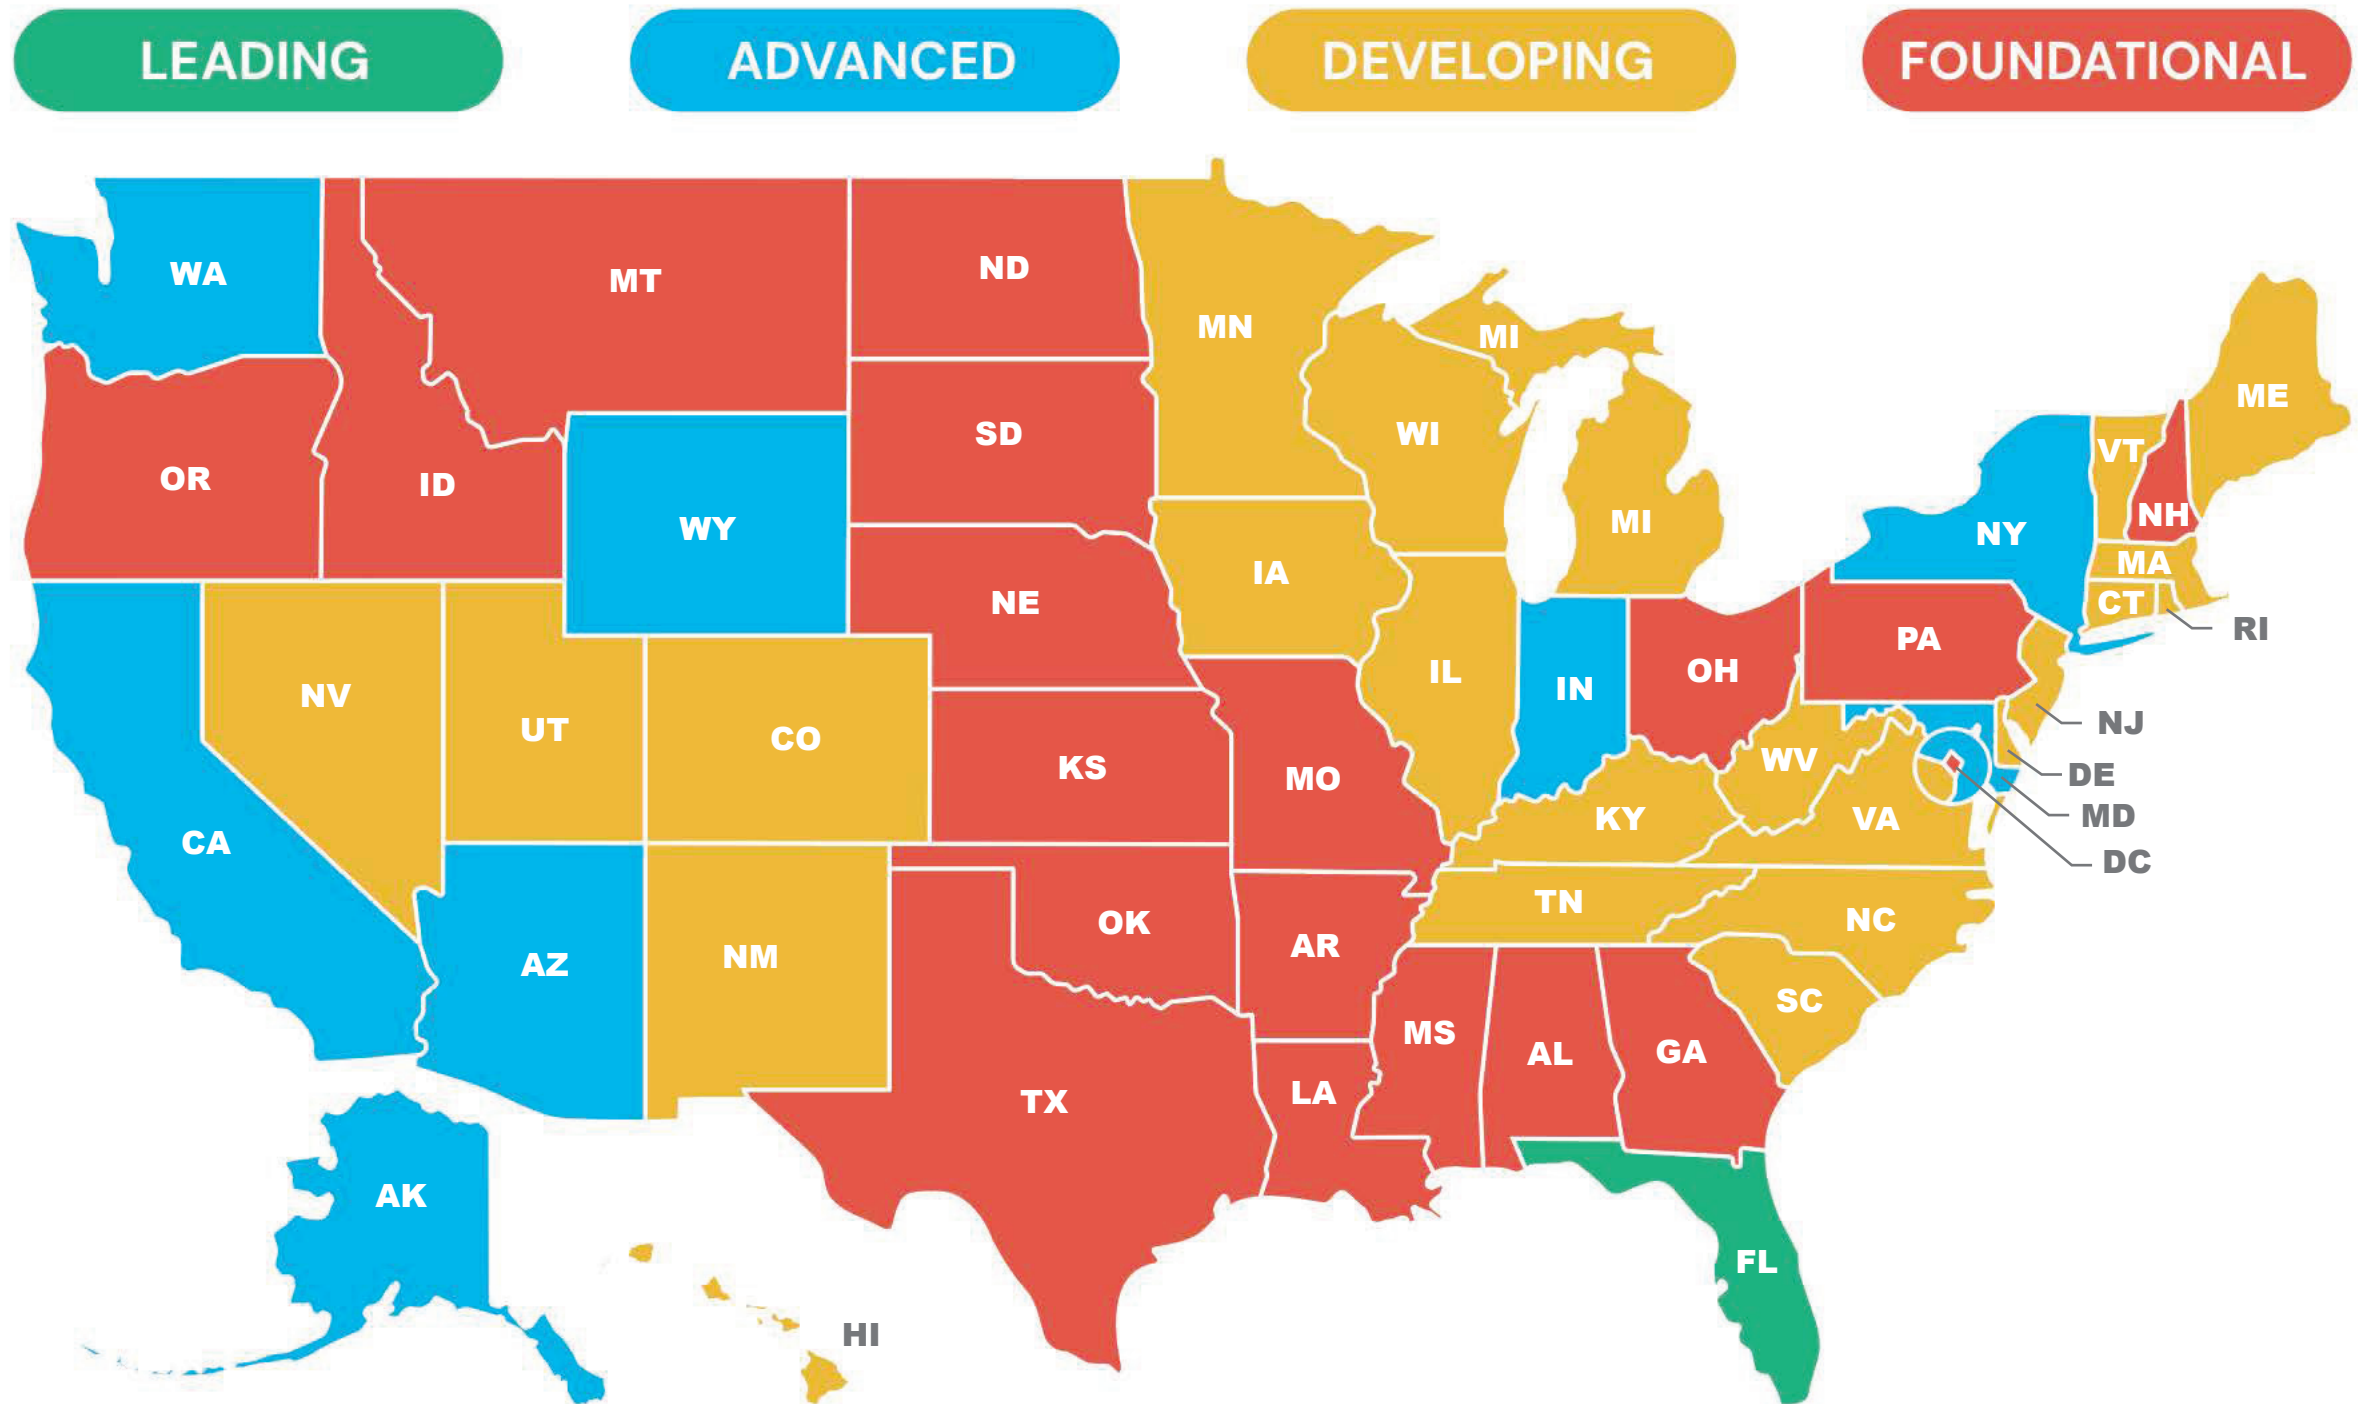 LEADING
ADVANCED
DEVELOPING
FOUNDATIONAL
WA
MT
ND
MN
MI
ME
OR
ID
WY
SD
WI
MI
VT
NH
NY
MA
CT
RI
NE
IA
NV
UT
CO
KS
MO
IL
IN
OH
PA
NJ
WV
DE
MD
DC
VA
KY
CA
AZ
NM
OK
AR
TN
NC
SC
MS
AL
GA
TX
LA
AK
HI
FL